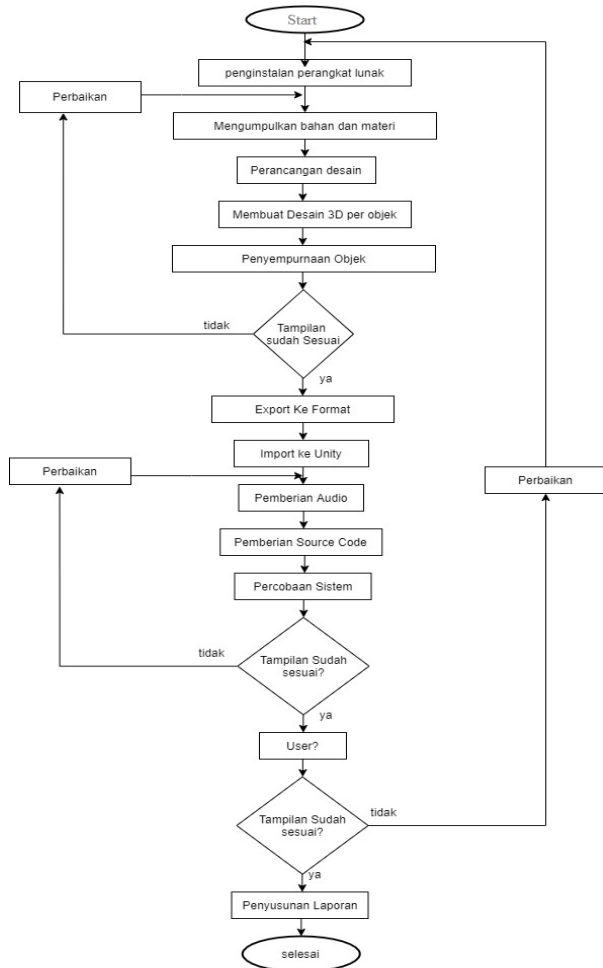 Start
penginstalan perangkat lunak
Perbaikan
Mengumpulkan bahan dan materi
Perancangan desain
Membuat Desain 3D per objek
Penyempurnaan Objek
tidak
Tampilan
sudah Sesuai
ya
Export Ke Format
Import ke Unity
Perbaikan
Perbaikan
Pemberian Audio
Pemberian Source Code
Percobaan Sistem
tidak
Tampilan Sudah
sesuai?
ya
User?
Tampilan Sudah
sesuai?
tidak
ya
Penyusunan Laporan
selesai